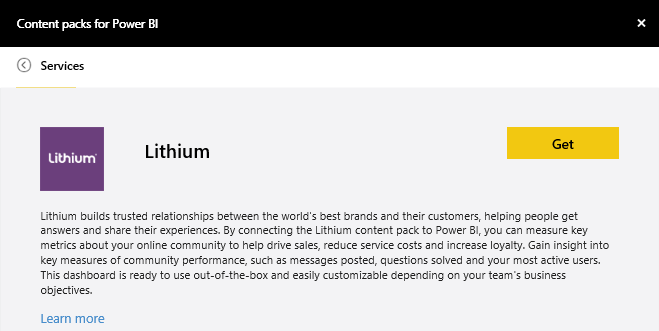 Content packs for Power BI
Services
Lithium
Lithium
Get
Lithium builds trusted relationships between the world's best brands and their customers, helping people get
answers and share their experiences. By connecting the Lithium content pack to Power BI, you can measure key
metrics about your online community to help drive sales, reduce service costs and increase loyalty. Gain insight into
key measures of community performance, such as messages posted, questions solved and your most active users.
This dashboard is ready to use out-of-the-box and easily customizable depending on your team's business
objectives.
Learn more